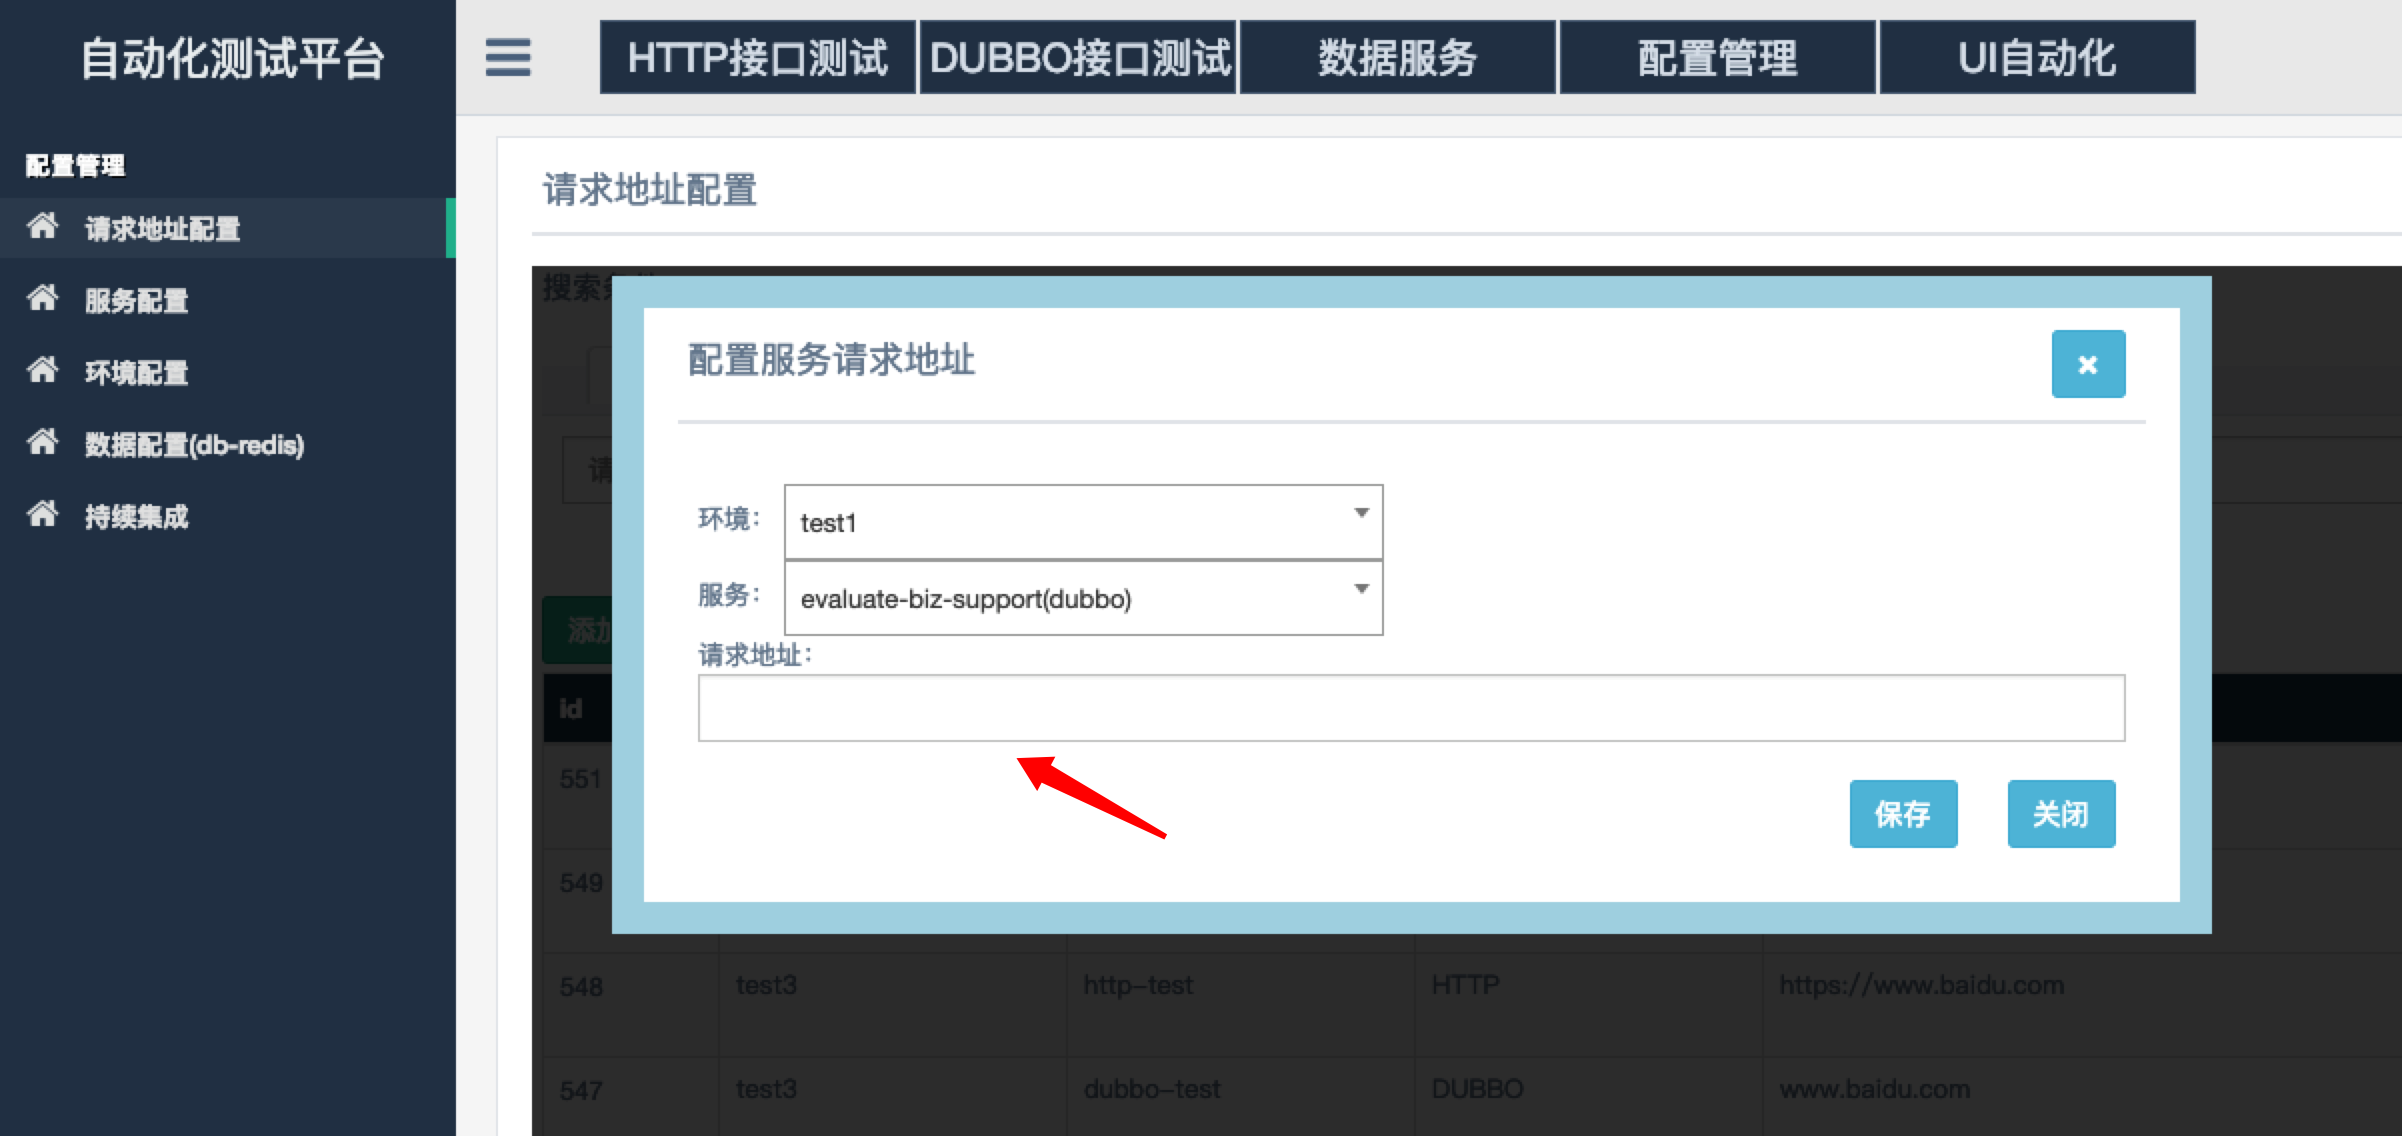 自动化测试平台
HTTP接口测试
DUBBO接口测试
数据服务
配置管理
UI自动化
配置管理
请求地址配置
服务配置
环境配置
数据配置(db-redis)
持续集成
请求地址配置
搜索条件
配置服务请求地址
环境:
test1
服务:
evaluate-biz-support(dubbo)
请求地址:
保存
关闭
请
添加
id
551
549
548 test3 http-test HTTP https://www.baidu.com
547 test3 dubbo-test DUBBO www.baidu.com